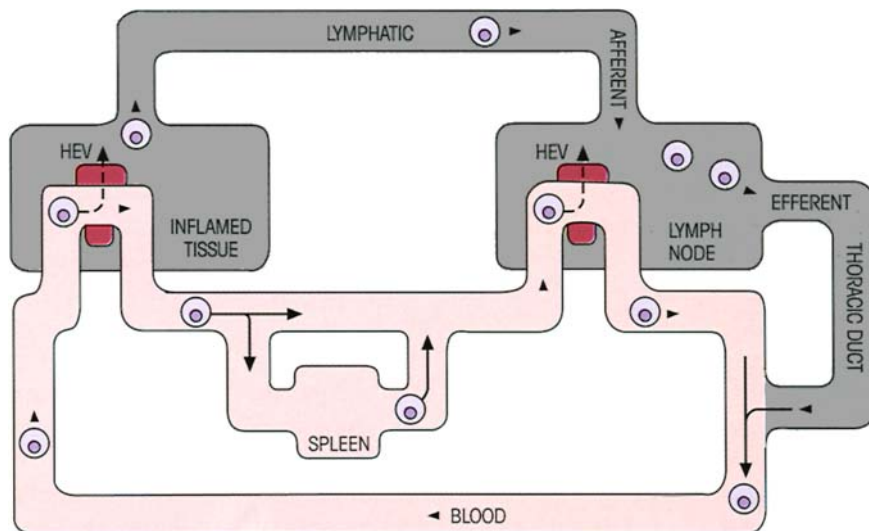 LYMPHATIC
AFFERENT
HEV
HEV
EFFERENT
INFLAMED
TISSUE
LYMPH
NODE
THORACIC DUCT
SPLEEN
BLOOD